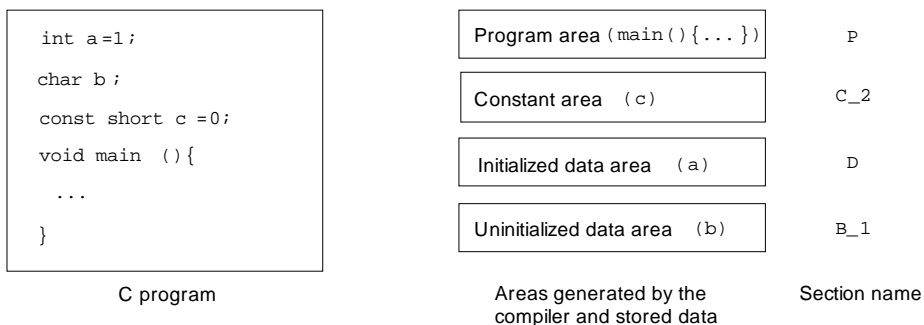 int a =1;
char b ;
const short c =0;
void main (){
...
}
C program
Program area (main(){...}) P
Constant area (c) C_2
Initialized data area (a) D
Uninitialized data area (b) B_1
Areas generated by the
compiler and stored data
Section name